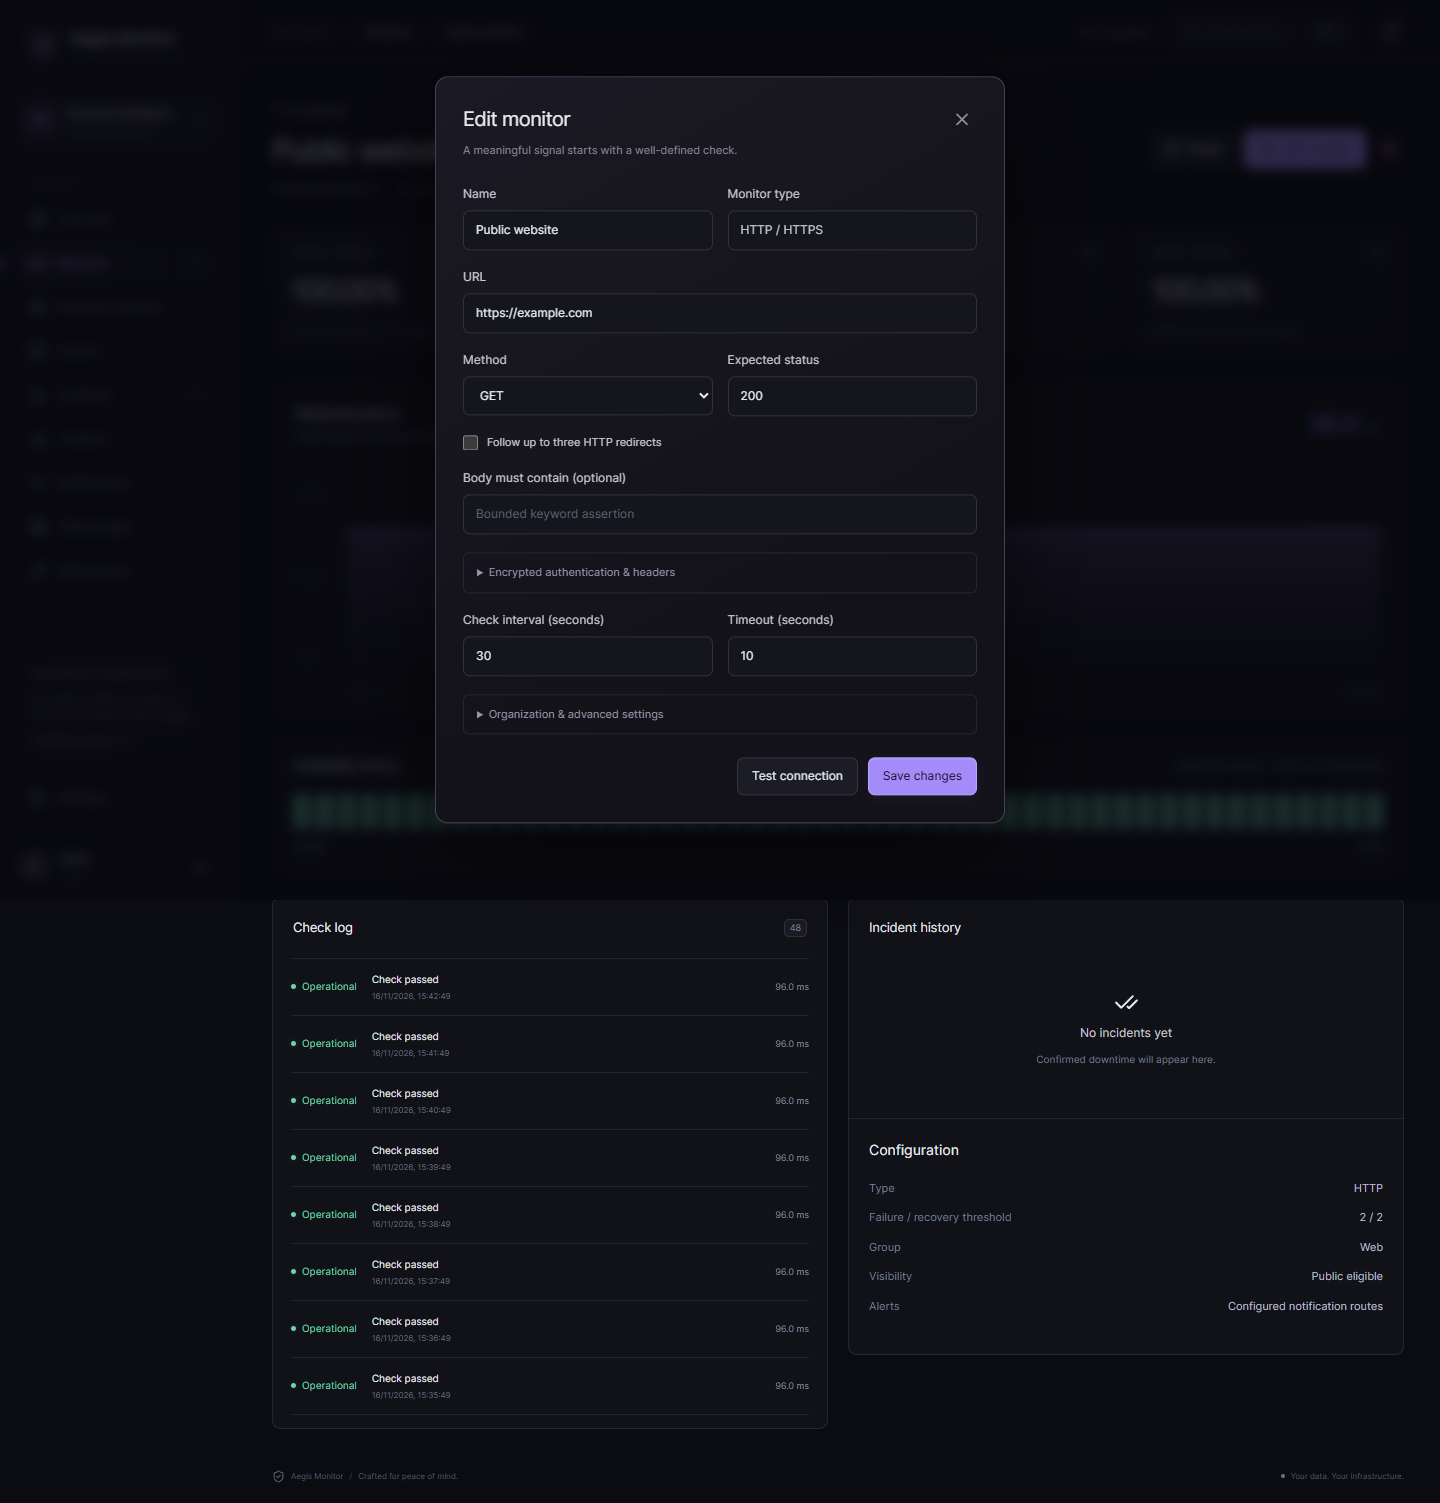 Edit monitor
A meaningful signal starts with a well-defined check.
Name
Monitor type
Public website
HTTP / HTTPS
URL
https://example.com
Method
Expected status
GET
200
Follow up to three HTTP redirects
Body must contain (optional)
Bounded keyword assertion
Encrypted authentication & headers
Check interval (seconds)
Timeout (seconds)
30
10
Organization & advanced settings
Test connection
Save changes
Check log
48
Operational
Check passed
16/11/2026, 15:42:49
96.0 ms
Operational
Check passed
16/11/2026, 15:41:49
96.0 ms
Operational
Check passed
16/11/2026, 15:40:49
96.0 ms
Operational
Check passed
16/11/2026, 15:39:49
96.0 ms
Operational
Check passed
16/11/2026, 15:38:49
96.0 ms
Operational
Check passed
16/11/2026, 15:37:49
96.0 ms
Operational
Check passed
16/11/2026, 15:36:49
96.0 ms
Operational
Check passed
16/11/2026, 15:35:49
96.0 ms
Incident history
No incidents yet
Confirmed downtime will appear here.
Configuration
Type
HTTP
Failure / recovery threshold
2 / 2
Group
Web
Visibility
Public eligible
Alerts
Configured notification routes
Aegis Monitor / Crafted for peace of mind.
Your data. Your infrastructure.